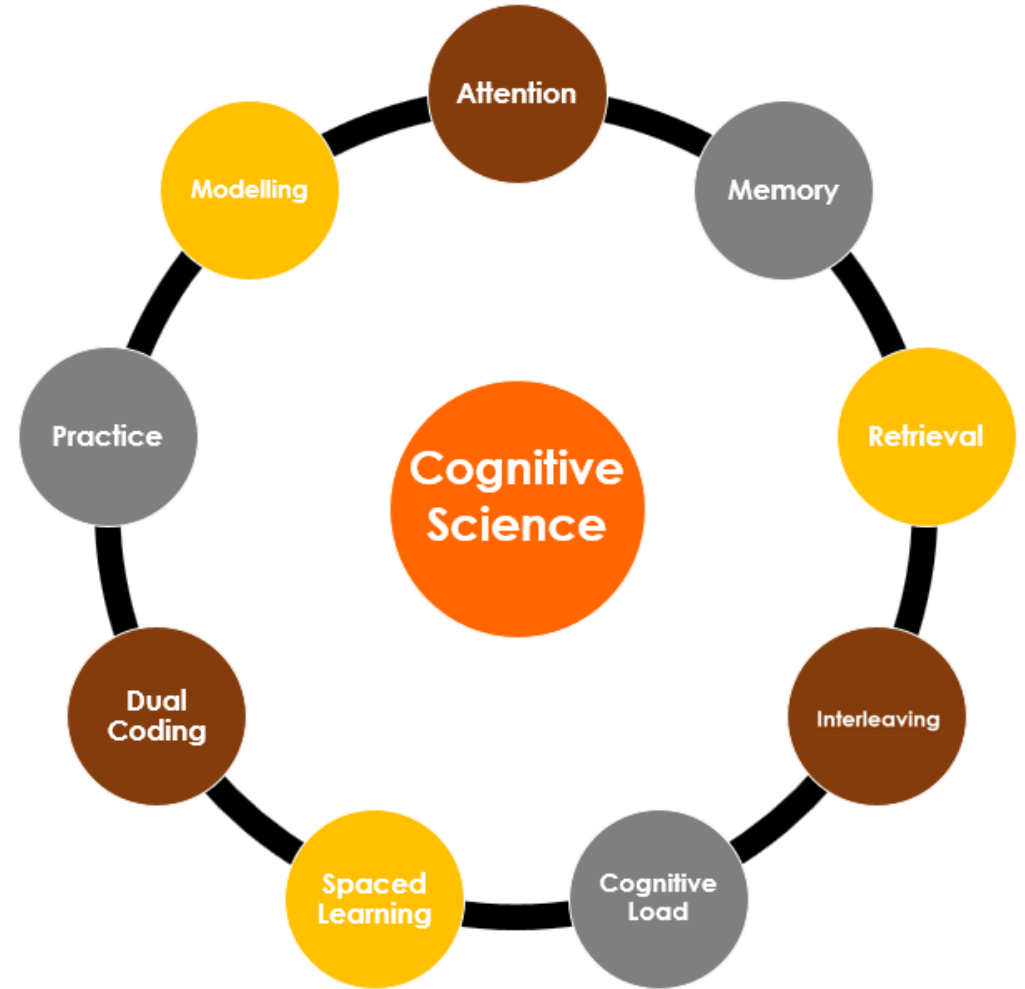 Attention
Modelling
Memory
Practice
Retrieval
Cognitive
Science
Dual
Coding
Interleaving
Spaced
Learning
Cognitive
Load